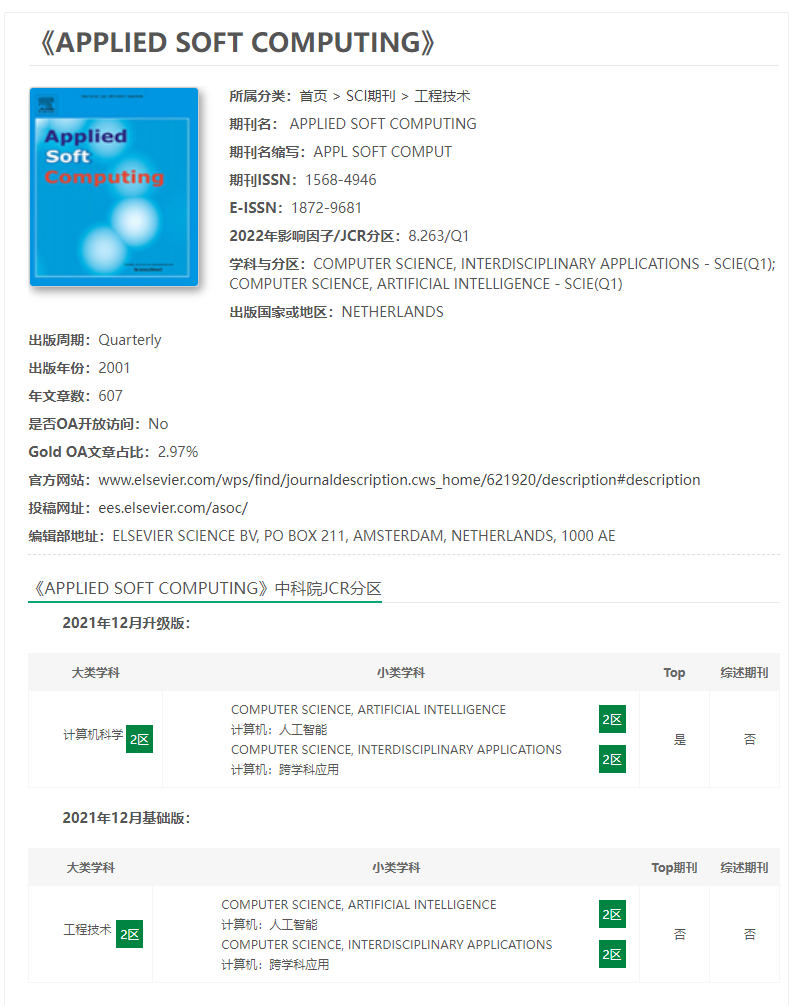 《APPLIED SOFT COMPUTING》
Applied
Soft
Computing
所属分类：首页 > SCI期刊 > 工程技术
期刊名： APPLIED SOFT COMPUTING
期刊名缩写：APPL SOFT COMPUT
期刊ISSN：1568-4946
E-ISSN：1872-9681
2022年影响因子/JCR分区：8.263/Q1
学科与分区：COMPUTER SCIENCE, INTERDISCIPLINARY APPLICATIONS - SCIE(Q1);
COMPUTER SCIENCE, ARTIFICIAL INTELLIGENCE - SCIE(Q1)
出版国家或地区：NETHERLANDS
出版周期：Quarterly
出版年份：2001
年文章数：607
是否OA开放访问：No
Gold OA文章占比：2.97%
官方网站：www.elsevier.com/wps/find/journaldescription.cws_home/621920/description#description
投稿网址：ees.elsevier.com/asoc/
编辑部地址：ELSEVIER SCIENCE BV, PO BOX 211, AMSTERDAM, NETHERLANDS, 1000 AE
《APPLIED SOFT COMPUTING》中科院JCR分区
2021年12月升级版：
大类学科 小类学科 Top 综述期刊
COMPUTER SCIENCE, ARTIFICIAL INTELLIGENCE 2区
计算机：人工智能
计算机科学 2区 是 否
COMPUTER SCIENCE, INTERDISCIPLINARY APPLICATIONS 2区
计算机：跨学科应用
2021年12月基础版：
大类学科 小类学科 Top期刊 综述期刊
COMPUTER SCIENCE, ARTIFICIAL INTELLIGENCE 2区
计算机：人工智能
工程技术 2区 否 否
COMPUTER SCIENCE, INTERDISCIPLINARY APPLICATIONS 2区
计算机：跨学科应用